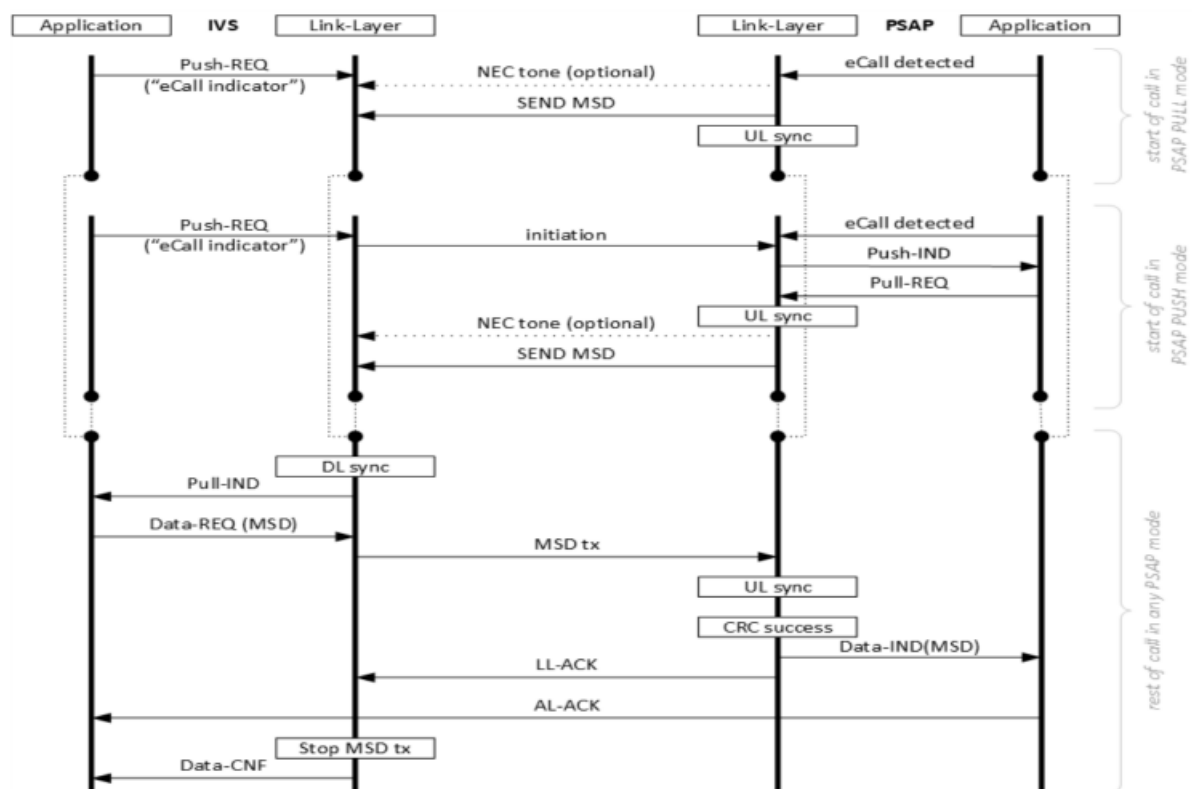 Application IVS Link-Layer Link-Layer PSAP Application
Push-REQ
("eCall indicator")
NEC tone (optional)
eCall detected
SEND MSD
UL sync
start of call in
PSAP PULL mode
Push-REQ
("eCall indicator")
initiation
eCall detected
Push-IND
Pull-REQ
UL sync
NEC tone (optional)
SEND MSD
start of call in
PSAP PUSH mode
DL sync
Pull-IND
Data-REQ (MSD)
MSD tx
UL sync
CRC success
Data-IND(MSD)
LL-ACK
AL-ACK
Stop MSD tx
Data-CNF
rest of call in any PSAP mode